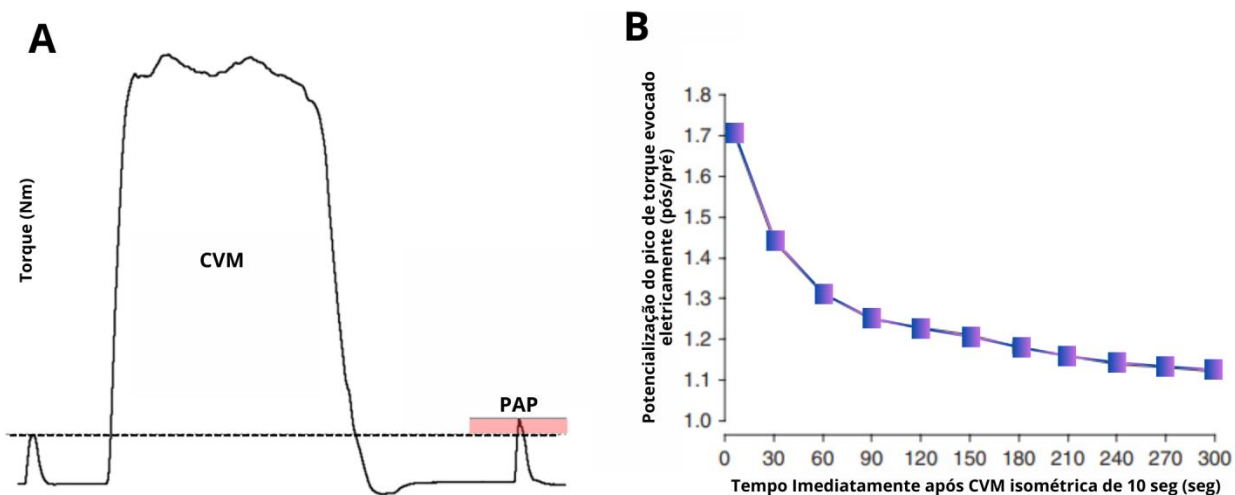 A
Torque (Nm)
CVM
PAP
B
Potencialização do pico de torque evocado
eletricamente (pós/pré)
1.8
1.7
1.6
1.5
1.4
1.3
1.2
1.1
1.0
0 30 60 90 120 150 180 210 240 270 300
Tempo Imediatamente após CVM isométrica de 10 seg (seg)